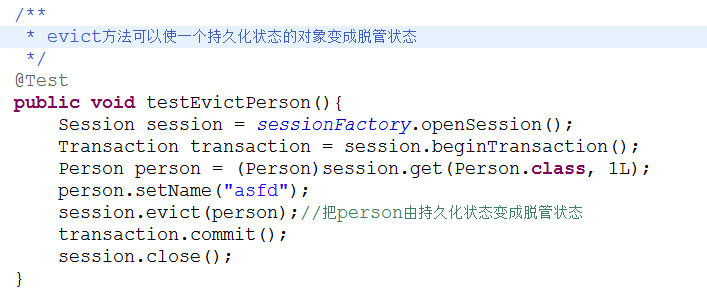 /**
 * evict方法可以使一个持久化状态的对象变成脱管状态
 */
@Test
public void testEvictPerson(){
    Session session = sessionFactory.openSession();
    Transaction transaction = session.beginTransaction();
    Person person = (Person)session.get(Person.class, 1L);
    person.setName("asfd");
    session.evict(person);//把person由持久化状态变成脱管状态
    transaction.commit();
    session.close();
}